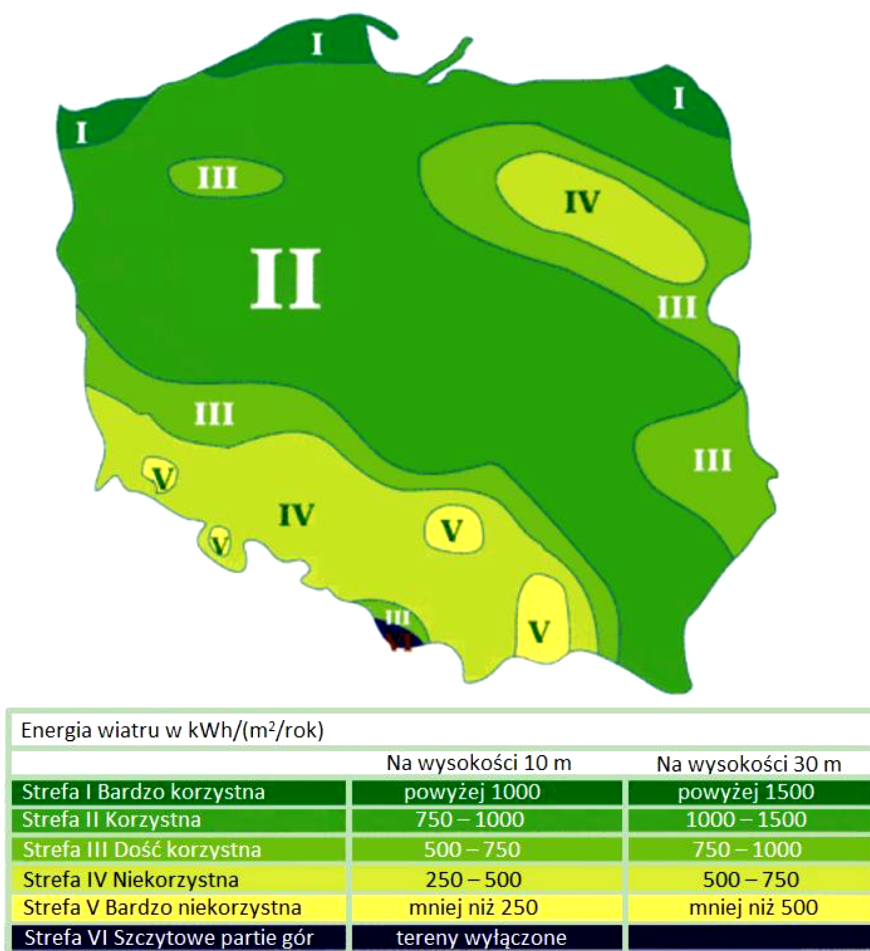 I
I
I
III
IV
II
III
III
III
V
IV
V
V
III
VI
V
Energia wiatru w kWh/(m²/rok)
Na wysokości 10 m Na wysokości 30 m
Strefa I Bardzo korzystna powyżej 1000 powyżej 1500
Strefa II Korzystna 750 – 1000 1000 – 1500
Strefa III Dość korzystna 500 – 750 750 – 1000
Strefa IV Niekorzystna 250 – 500 500 – 750
Strefa V Bardzo niekorzystna mniej niż 250 mniej niż 500
Strefa VI Szczytowe partie gór tereny wyłączone